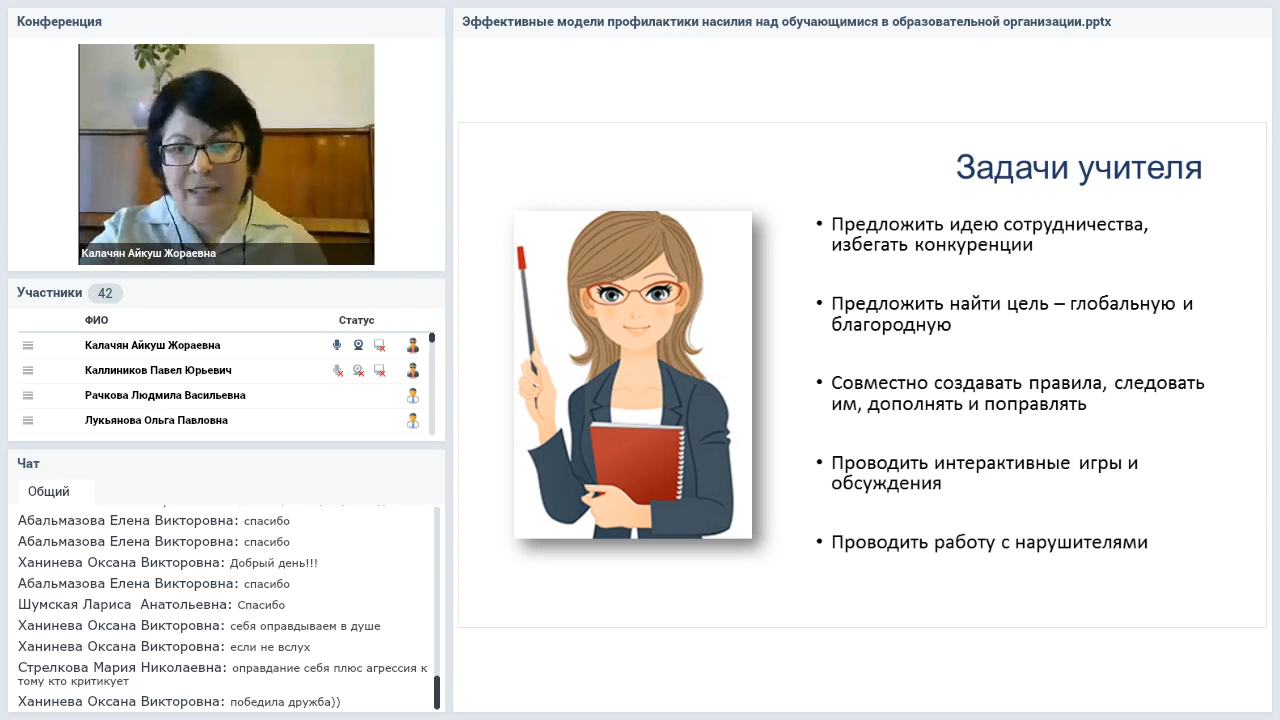 Конференция
Калачян Айкуш Жораевна
Участники 42
ФИО Статус
Калачян Айкуш Жораевна
Каллиников Павел Юрьевич
Рачкова Людмила Васильевна
Лукьянова Ольга Павловна
Чат
Общий
Абальмазова Елена Викторовна: спасибо
Абальмазова Елена Викторовна: спасибо
Ханинева Оксана Викторовна: Добрый день!!!
Абальмазова Елена Викторовна: спасибо
Шумская Лариса Анатольевна: Спасибо
Ханинева Оксана Викторовна: себя оправдываем в душе
Ханинева Оксана Викторовна: если не вслух
Стрелкова Мария Николаевна: оправдание себя плюс агрессия к
тому кто критикует
Ханинева Оксана Викторовна: победила дружба))
Эффективные модели профилактики насилия над обучающимися в образовательной организации.pptx
Задачи учителя
• Предложить идею сотрудничества,
избегать конкуренции
• Предложить найти цель – глобальную и
благородную
• Совместно создавать правила, следовать
им, дополнять и поправлять
• Проводить интерактивные игры и
обсуждения
• Проводить работу с нарушителями